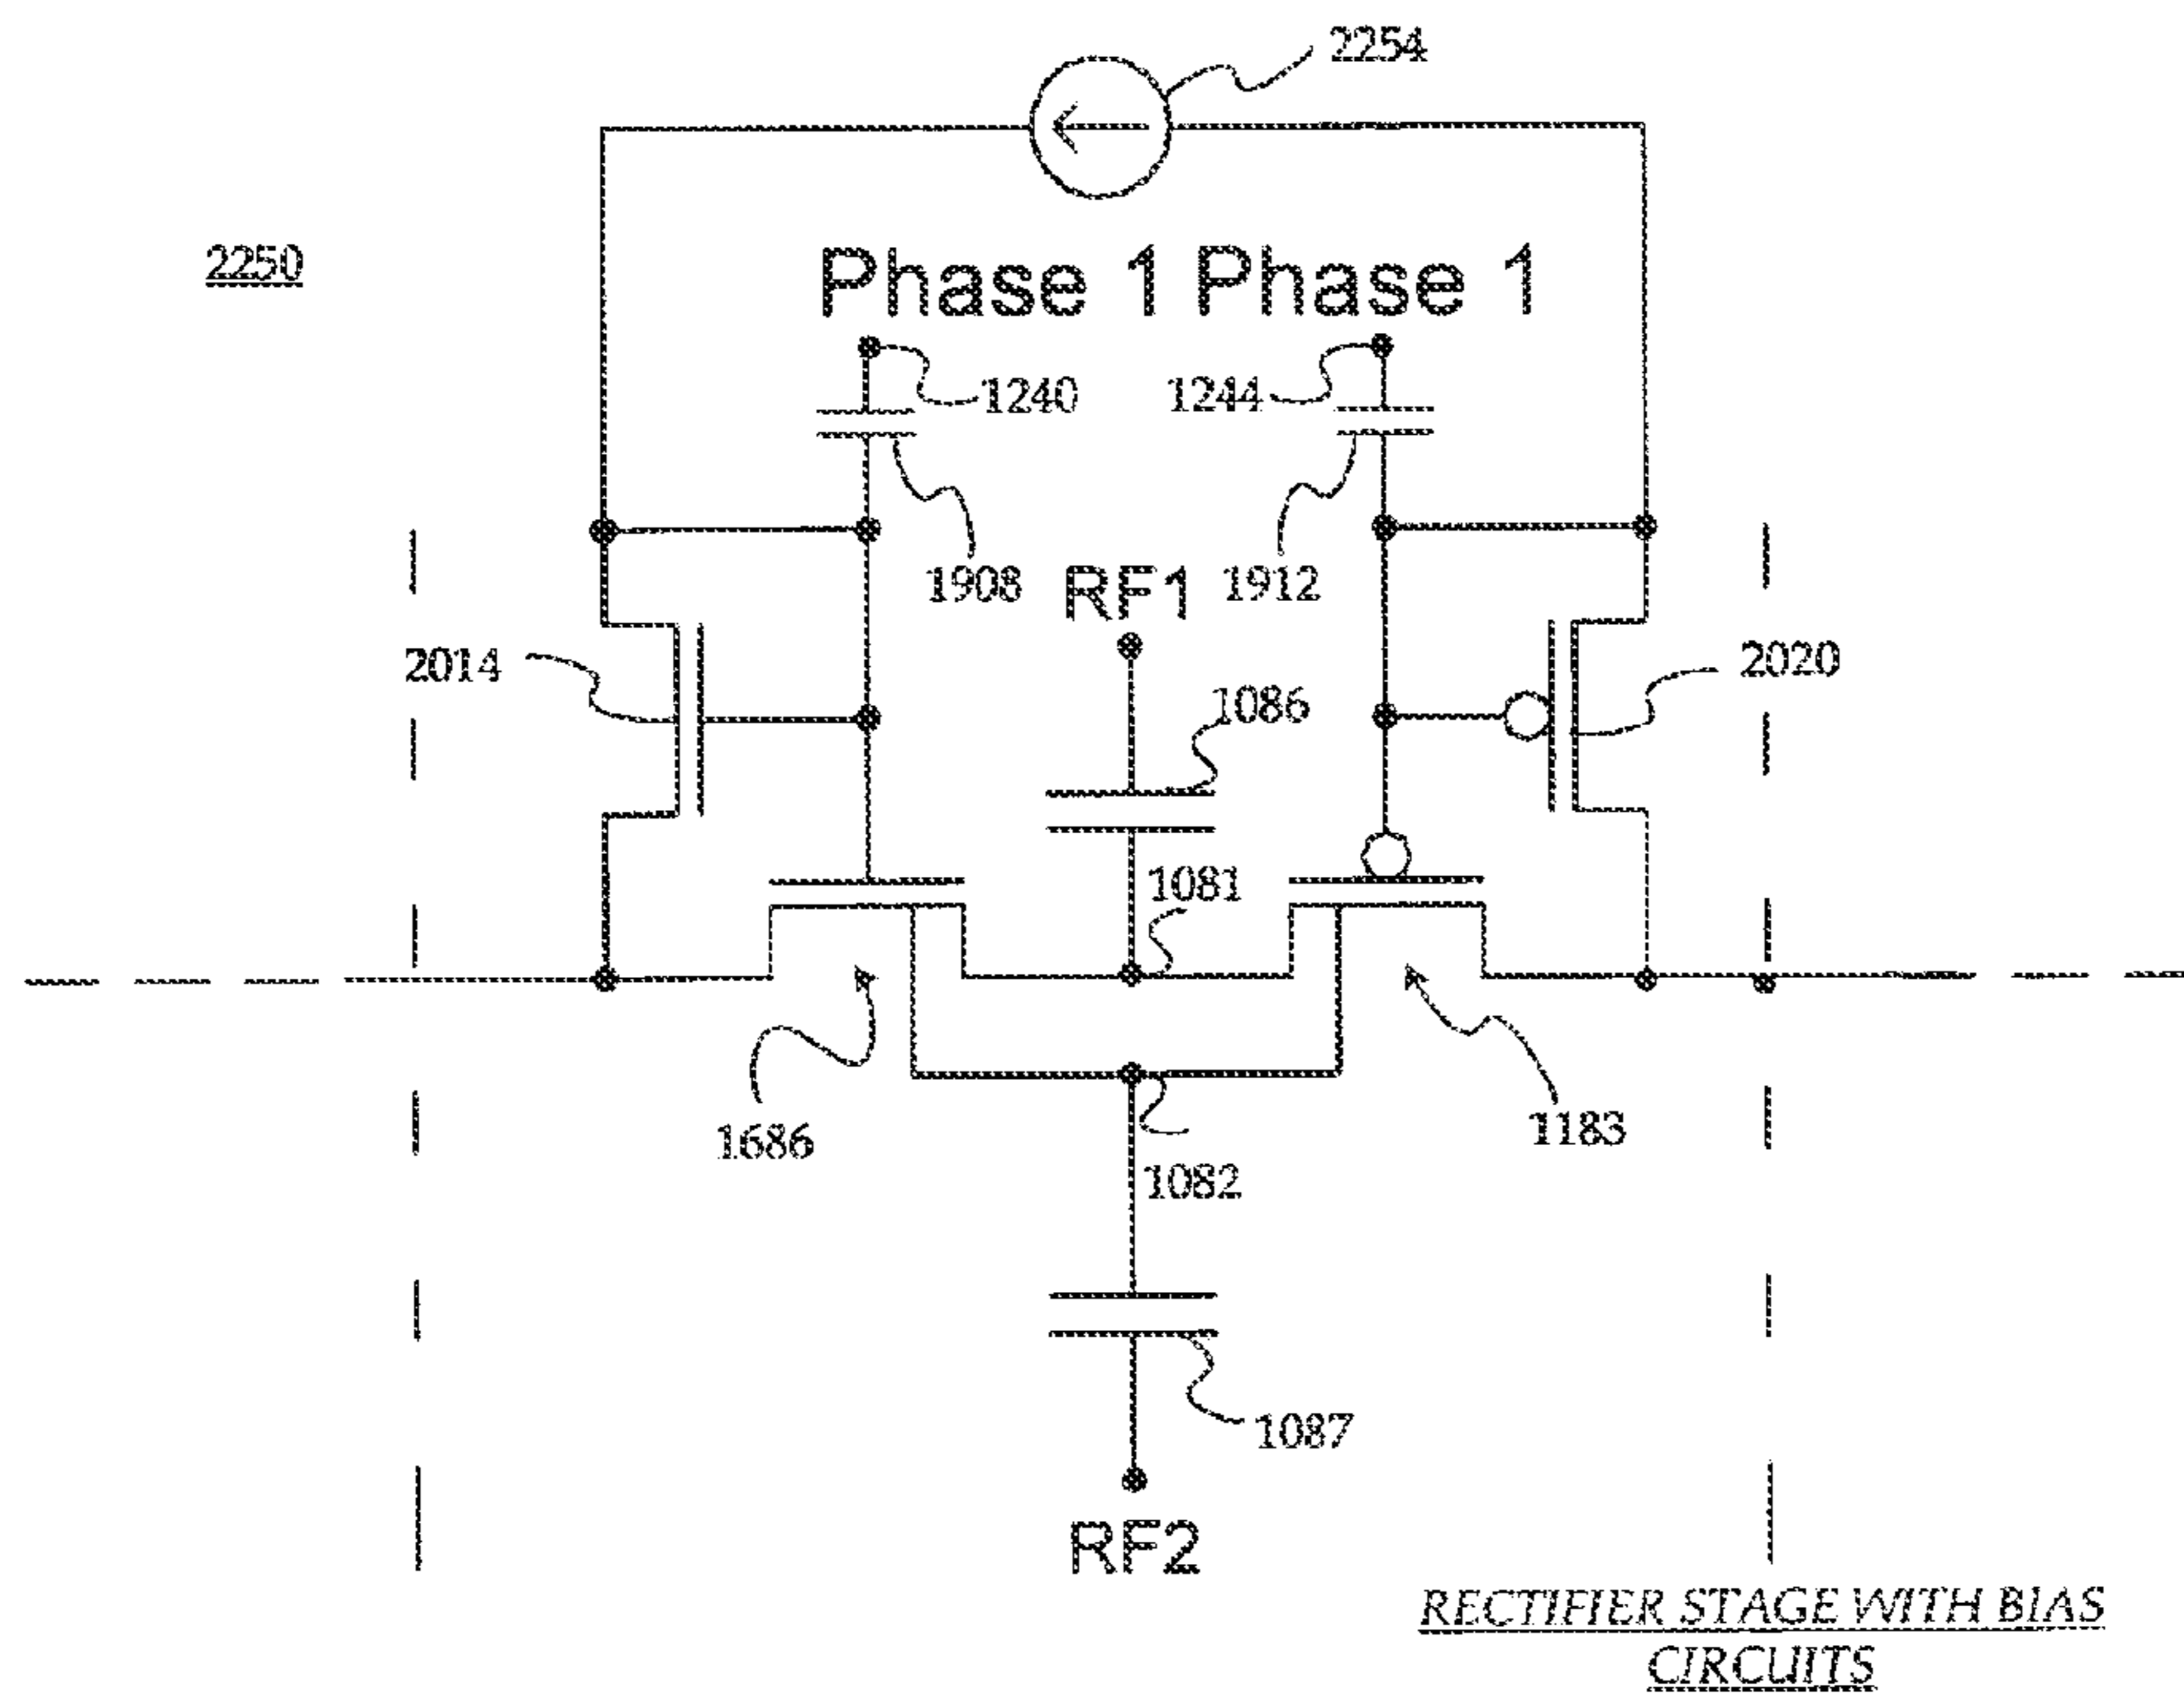 2254
2250
Phase 1 Phase 1
1240
1244
1908
RF1
1912
2014
2020
1086
1081
1686
1183
1082
1087
RF2
RECTIFIER STAGE WITH BIAS
CIRCUITS